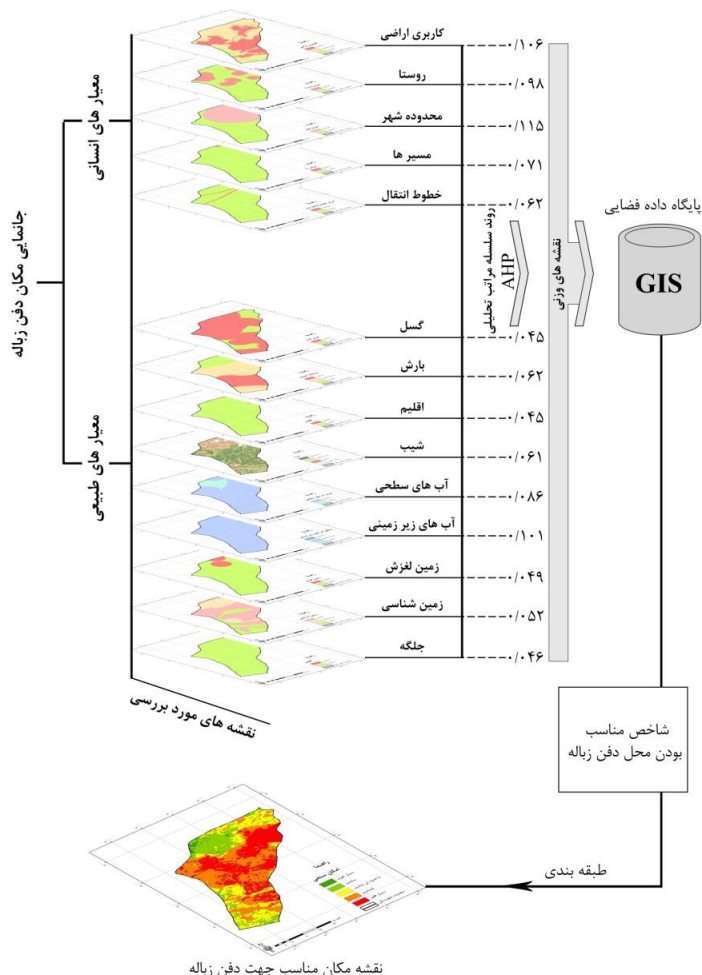 جانمایی مکان دفن زباله
معیار های انسانی
معیار های طبیعی
کاربری اراضی
۰/۱۰۶
روستا
۰/۰۹۸
محدوده شهر
۰/۱۱۵
مسیر ها
۰/۰۷۱
خطوط انتقال
۰/۰۶۲
گسل
۰/۰۴۵
بارش
۰/۰۶۲
اقلیم
۰/۰۴۵
شیب
۰/۰۶۱
آب های سطحی
۰/۰۸۶
آب های زیر زمینی
۰/۱۰۱
زمین لغزش
۰/۰۴۹
زمین شناسی
۰/۰۵۲
جلگه
۰/۰۴۶
نقشه های مورد بررسی
روند سلسله مراتب تحلیلی
AHP
نقشه های وزنی
پایگاه داده فضایی
GIS
شاخص مناسب
بودن محل دفن زباله
طبقه بندی
راهنما
نقشه مکان مناسب جهت دفن زباله